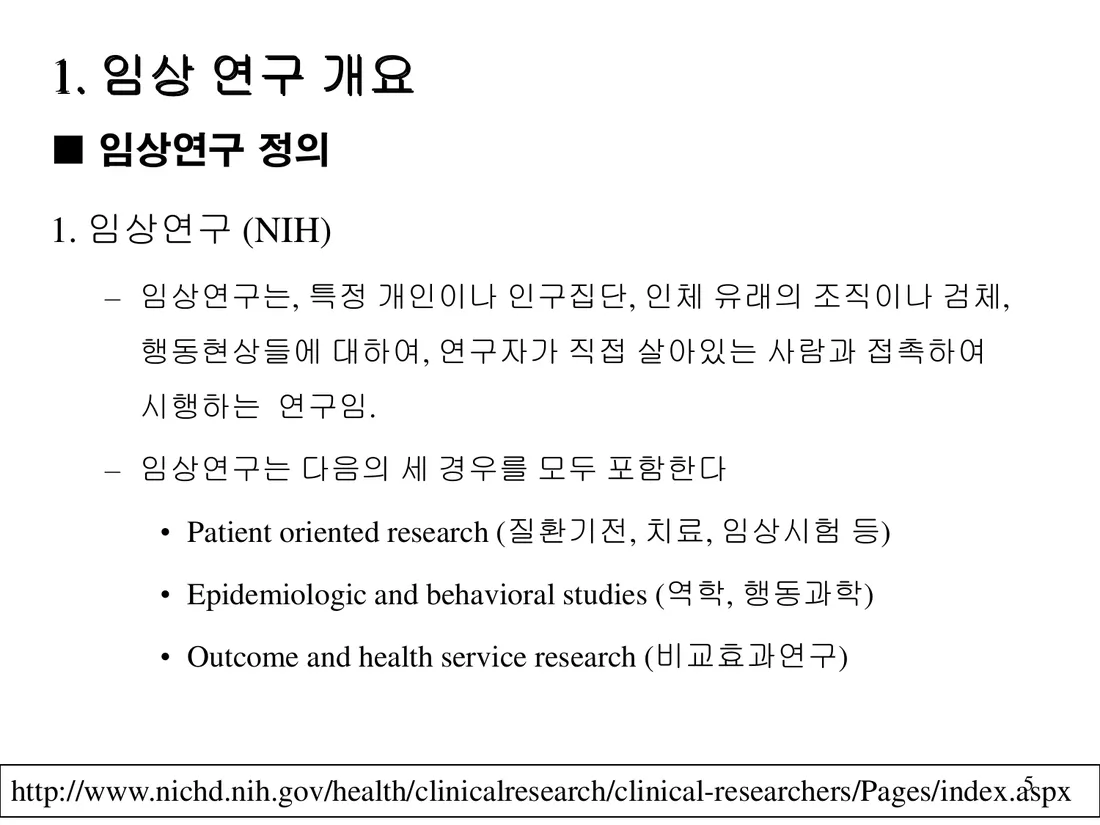 1. 임상 연구 개요
■ 임상연구 정의
1. 임상연구 (NIH)
– 임상연구는, 특정 개인이나 인구집단, 인체 유래의 조직이나 검체,
행동현상들에 대하여, 연구자가 직접 살아있는 사람과 접촉하여
시행하는 연구임.
– 임상연구는 다음의 세 경우를 모두 포함한다
• Patient oriented research (질환기전, 치료, 임상시험 등)
• Epidemiologic and behavioral studies (역학, 행동과학)
• Outcome and health service research (비교효과연구)
http://www.nichd.nih.gov/health/clinicalresearch/clinical-researchers/Pages/index.aspx
5